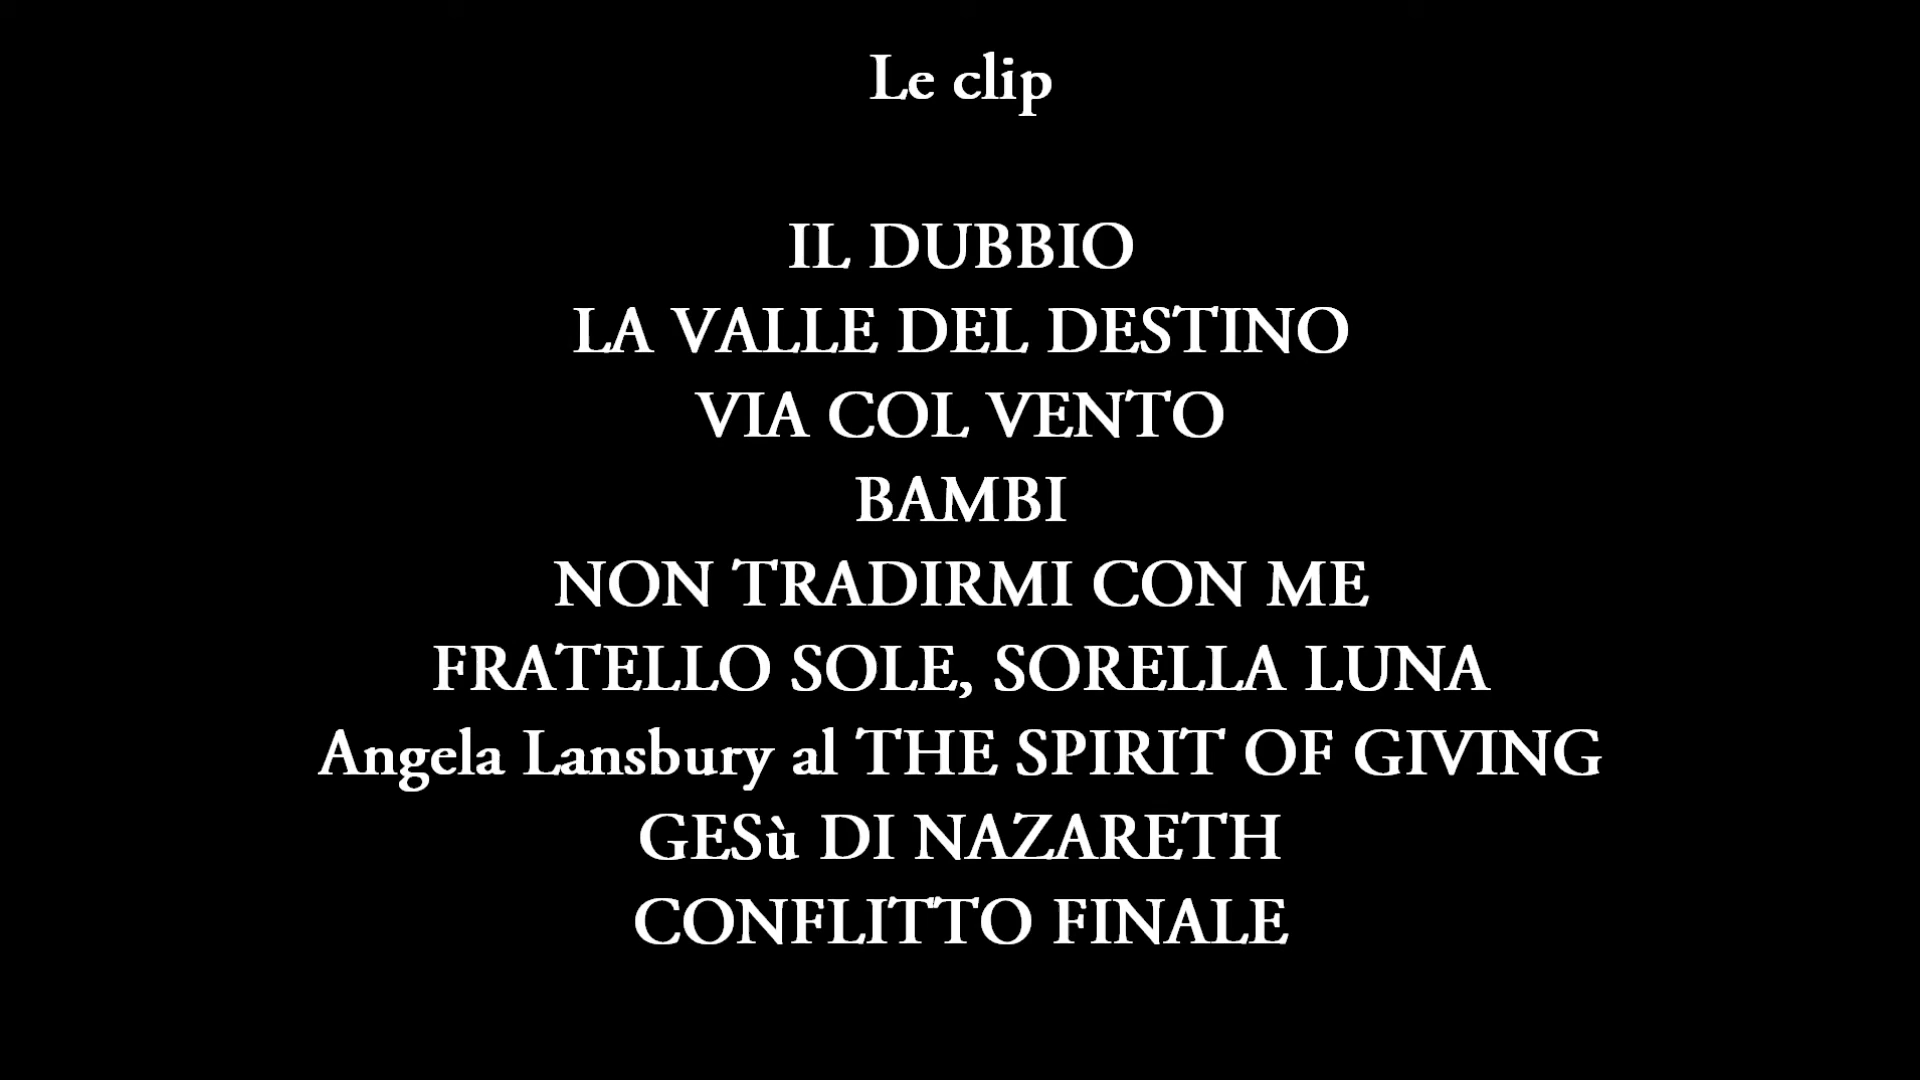 Le clip
IL DUBBIO
LA VALLE DEL DESTINO
VIA COL VENTO
BAMBI
NON TRADIRMI CON ME
FRATELLO SOLE, SORELLA LUNA
Angela Lansbury al THE SPIRIT OF GIVING
GESù DI NAZARETH
CONFLITTO FINALE